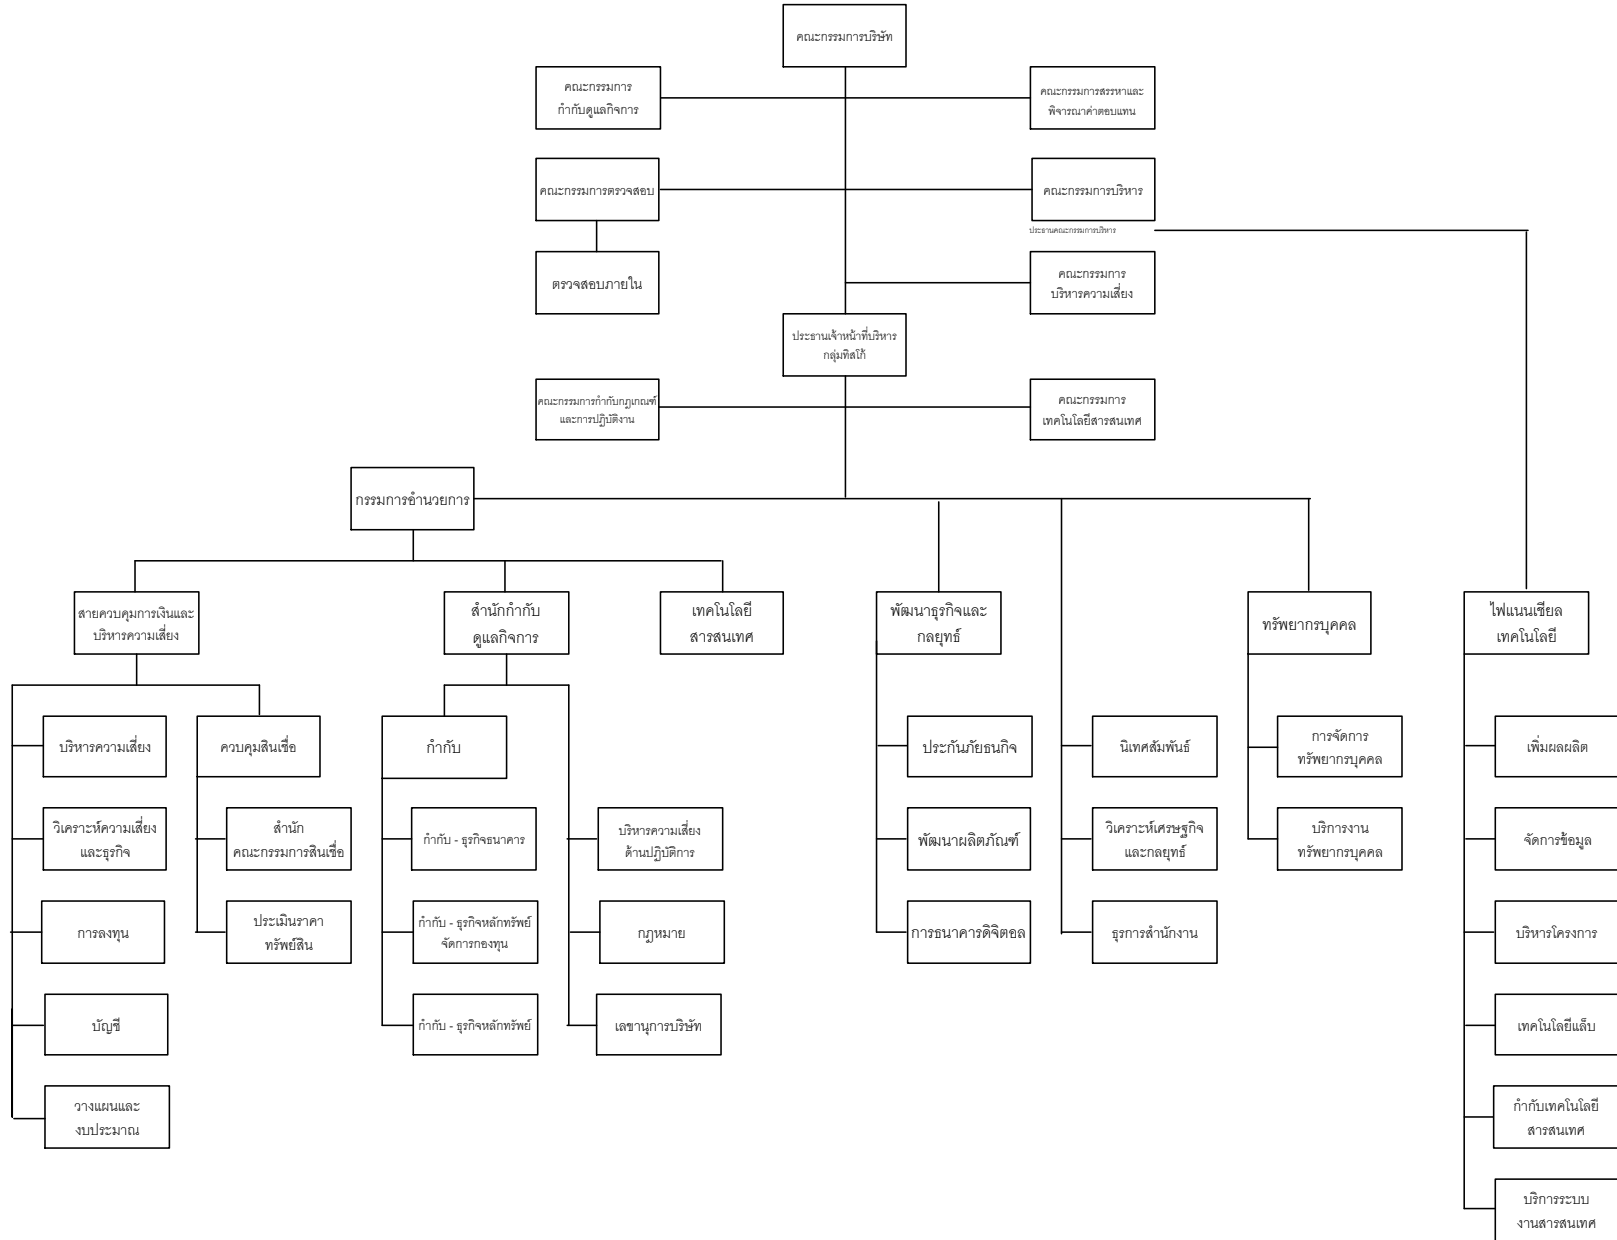 คณะกรรมการบริษัท
คณะกรรมการ
กำกับดูแลกิจการ
คณะกรรมการสรรหาและ
พิจารณาค่าตอบแทน
คณะกรรมการตรวจสอบ
คณะกรรมการบริหาร
ประธานคณะกรรมการบริหาร
ตรวจสอบภายใน
คณะกรรมการ
บริหารความเสี่ยง
ประธานเจ้าหน้าที่บริหาร
กลุ่มทิสโก้
คณะกรรมการกำกับกฎเกณฑ์
และการปฏิบัติงาน
คณะกรรมการ
เทคโนโลยีสารสนเทศ
กรรมการอำนวยการ
สายควบคุมการเงินและ
บริหารความเสี่ยง
สำนักกำกับ
ดูแลกิจการ
เทคโนโลยี
สารสนเทศ
พัฒนาธุรกิจและ
กลยุทธ์
ทรัพยากรบุคคล
ไฟแนนเชียล
เทคโนโลยี
บริหารความเสี่ยง
ควบคุมสินเชื่อ
กำกับ
ประกันภัยธนกิจ
นิเทศสัมพันธ์
การจัดการ
ทรัพยากรบุคคล
เพิ่มผลผลิต
วิเคราะห์ความเสี่ยง
และธุรกิจ
สำนัก
คณะกรรมการสินเชื่อ
กำกับ - ธุรกิจธนาคาร
บริหารความเสี่ยง
ด้านปฏิบัติการ
พัฒนาผลิตภัณฑ์
วิเคราะห์เศรษฐกิจ
และกลยุทธ์
บริการงาน
ทรัพยากรบุคคล
จัดการข้อมูล
การลงทุน
ประเมินราคา
ทรัพย์สิน
กำกับ - ธุรกิจหลักทรัพย์
จัดการกองทุน
กฎหมาย
การธนาคารดิจิตอล
ธุรการสำนักงาน
บริหารโครงการ
บัญชี
กำกับ - ธุรกิจหลักทรัพย์
เลขานุการบริษัท
เทคโนโลยีแล็บ
วางแผนและ
งบประมาณ
กำกับเทคโนโลยี
สารสนเทศ
บริการระบบ
งานสารสนเทศ